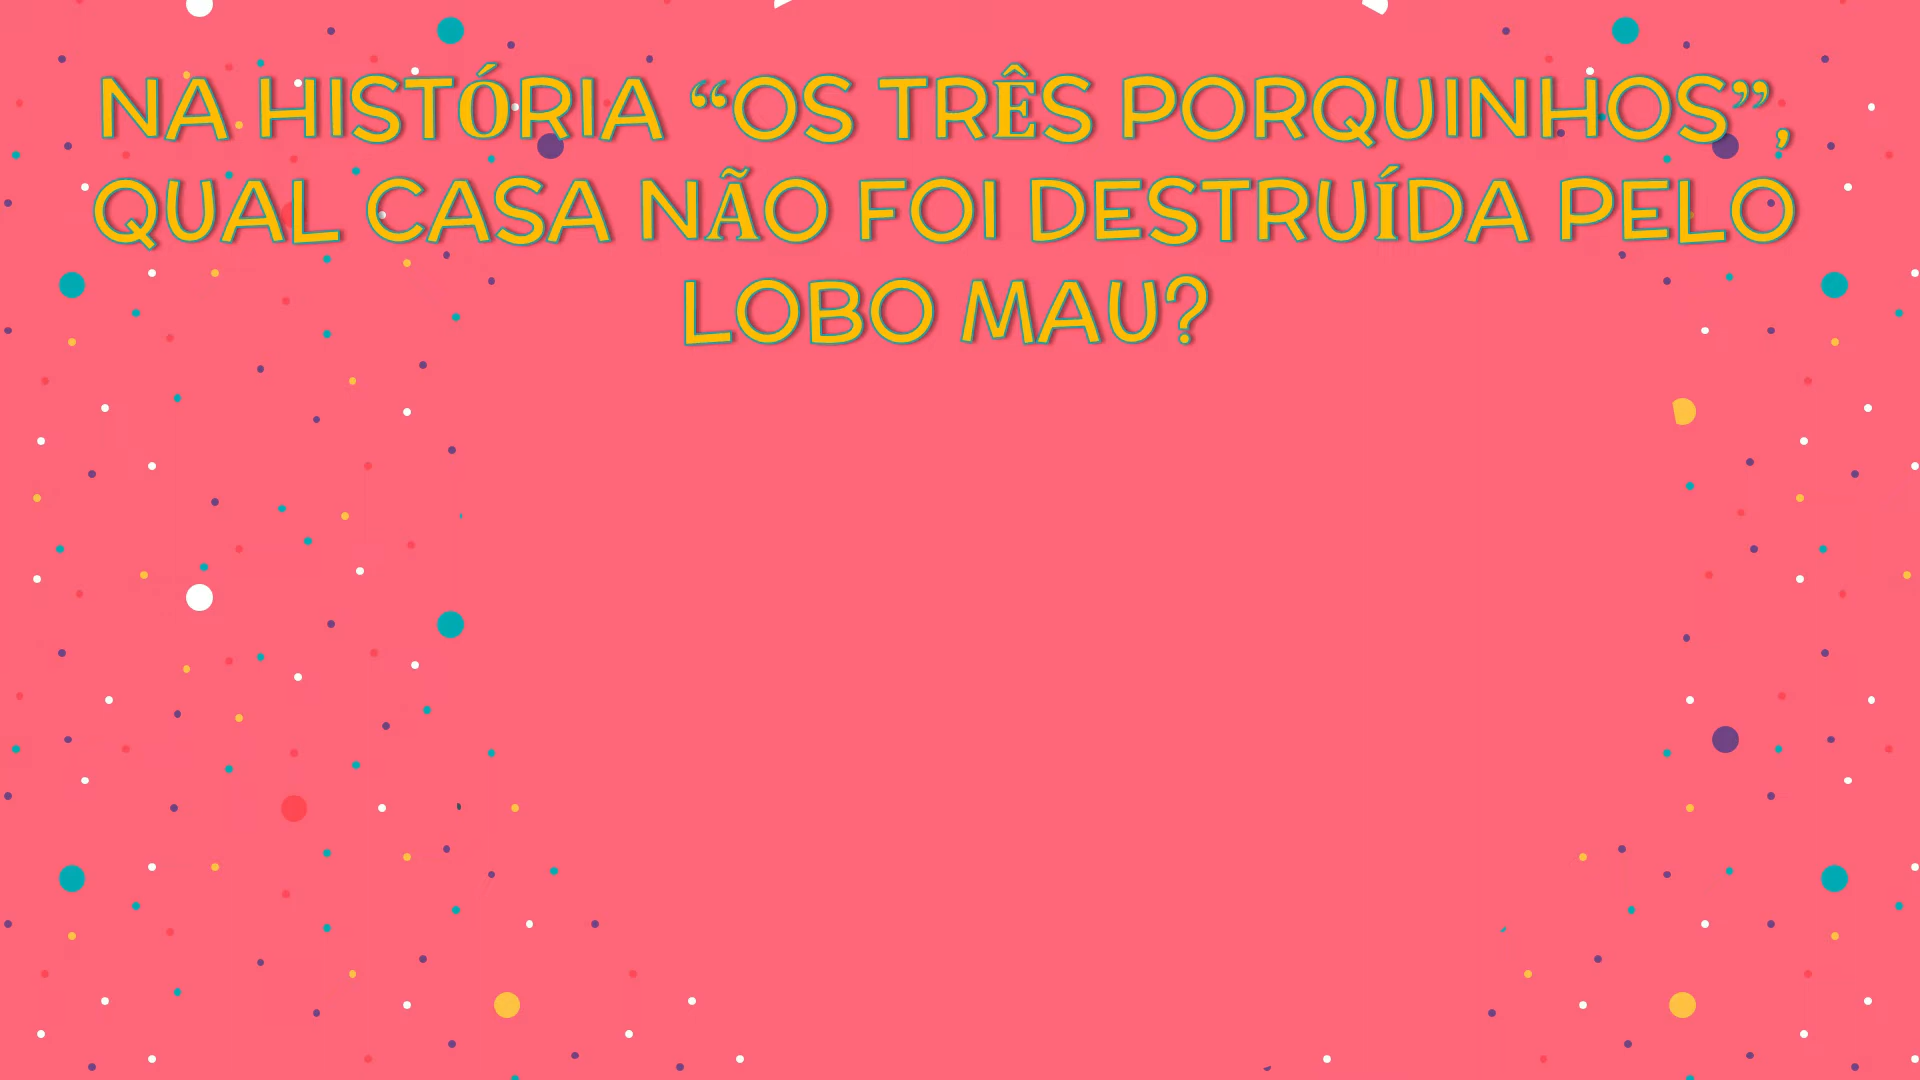 NA HISTÓRIA “OS TRÊS PORQUINHOS”,
QUAL CASA NÃO FOI DESTRUÍDA PELO
LOBO MAU?